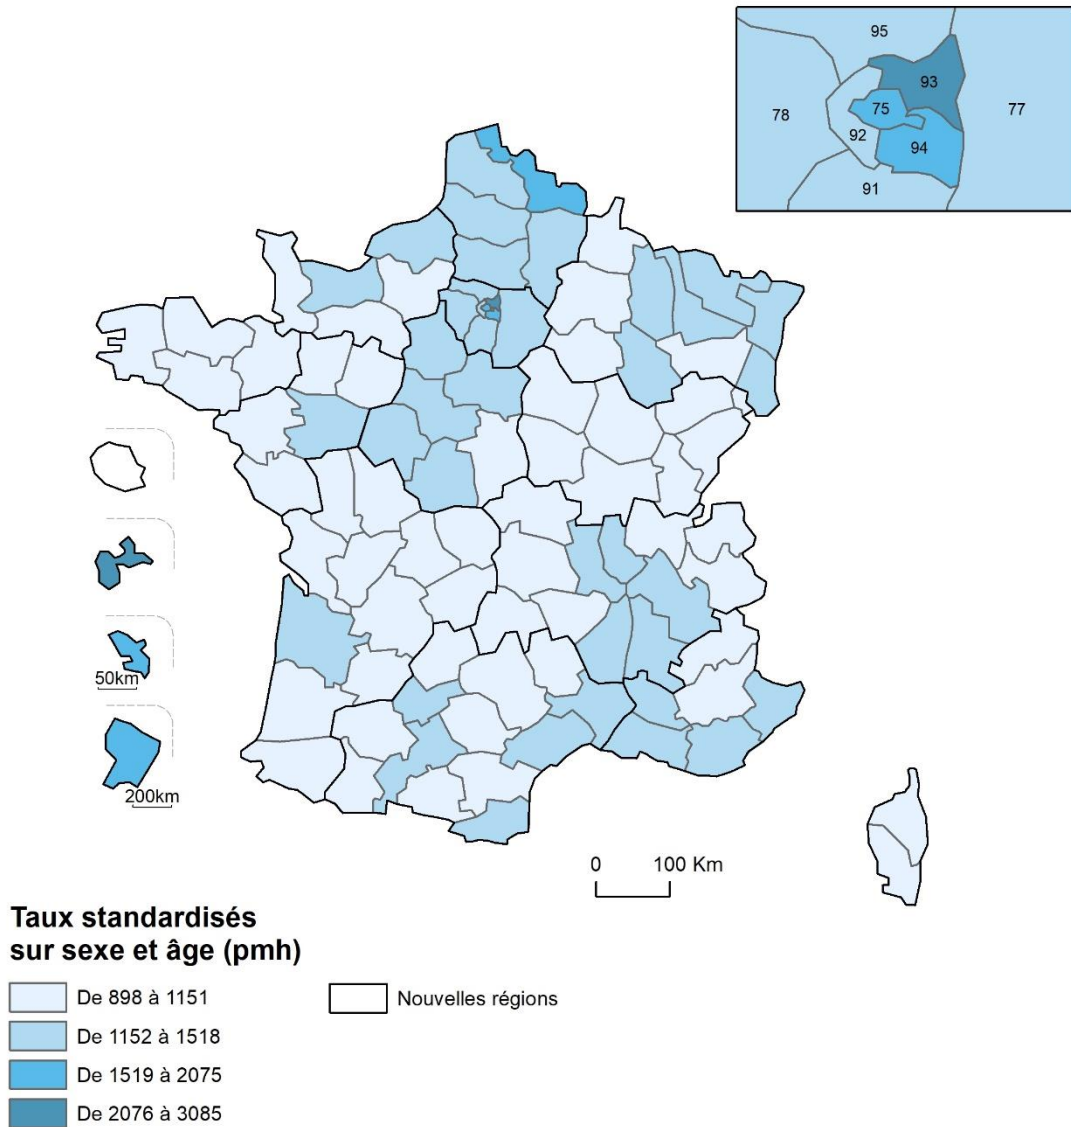 95
93
78
75
77
92
94
91
50km
200km
0 100 Km
Taux standardisés
sur sexe et âge (pmh)
De 898 à 1151
Nouvelles régions
De 1152 à 1518
De 1519 à 2075
De 2076 à 3085